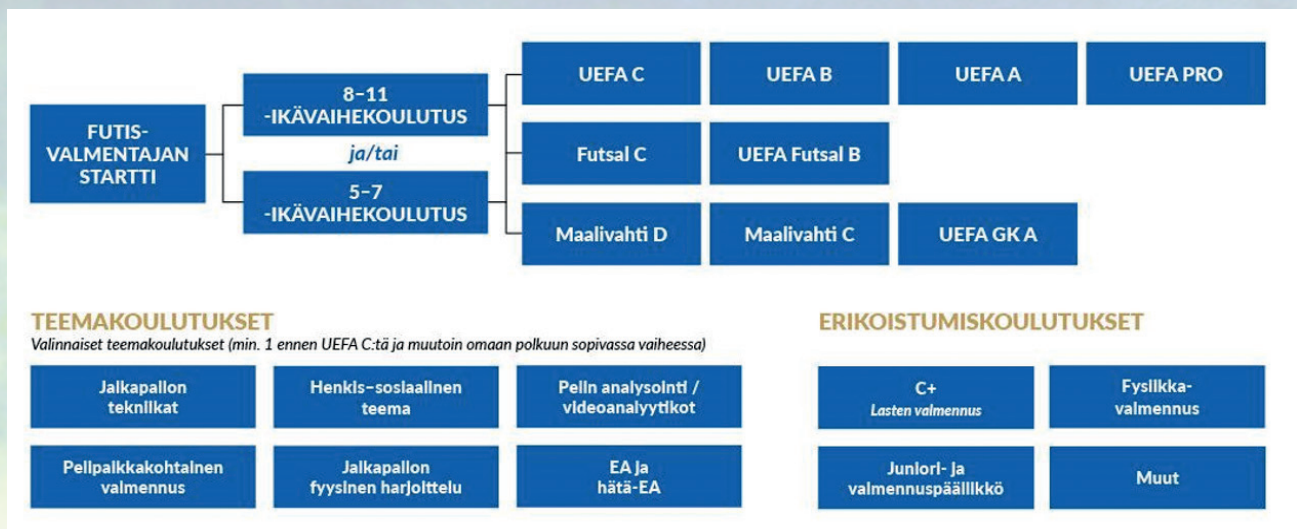 FUTIS-
VALMENTAJAN
STARTTI
8–11
-IKÄVAIHEKOULUTUS
ja/tai
5–7
-IKÄVAIHEKOULUTUS
UEFA C
UEFA B
UEFA A
UEFA PRO
Futsal C
UEFA Futsal B
Maalivahti D
Maalivahti C
UEFA GK A
TEEMAKOULUTUKSET
Valinnaiset teemakoulutukset (min. 1 ennen UEFA C:tä ja muutoin omaan polkuun sopivassa vaiheessa)
Jalkapallon
tekniikat
Henkis–sosiaalinen
teema
Pelin analysointi /
videoanalyytikot
Pelipaikkakohtainen
valmennus
Jalkapallon
fyysinen harjoittelu
EA ja
hätä-EA
ERIKOISTUMISKOULUTUKSET
C+
Lasten valmennus
Fysiikka-
valmennus
Juniori- ja
valmennuspäällikkö
Muut